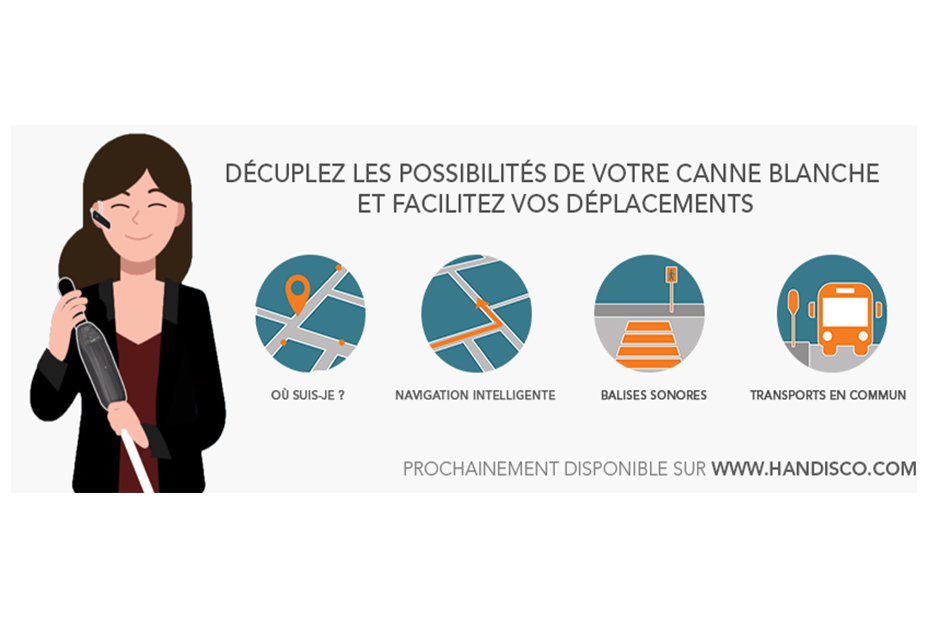 DÉCUPLEZ LES POSSIBILITÉS DE VOTRE CANNE BLANCHE
ET FACILITEZ VOS DÉPLACEMENTS
OÙ SUIS-JE ?
NAVIGATION INTELLIGENTE
BALISES SONORES
TRANSPORTS EN COMMUN
PROCHAINEMENT DISPONIBLE SUR WWW.HANDISCO.COM